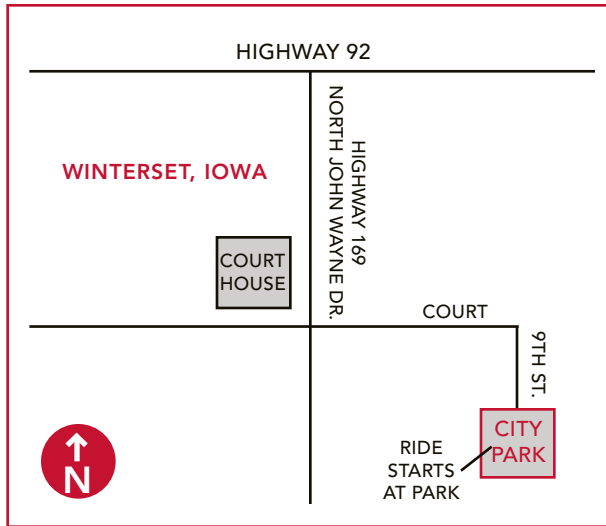 HIGHWAY 92
HIGHWAY 169
NORTH JOHN WAYNE DR.
WINTERSET, IOWA
COURT
HOUSE
COURT
9TH ST.
CITY
PARK
RIDE
STARTS
AT PARK
N